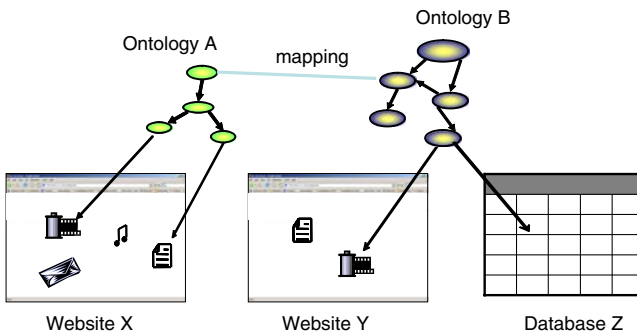 Ontology B
Ontology A
mapping
Website X
Website Y
Database Z